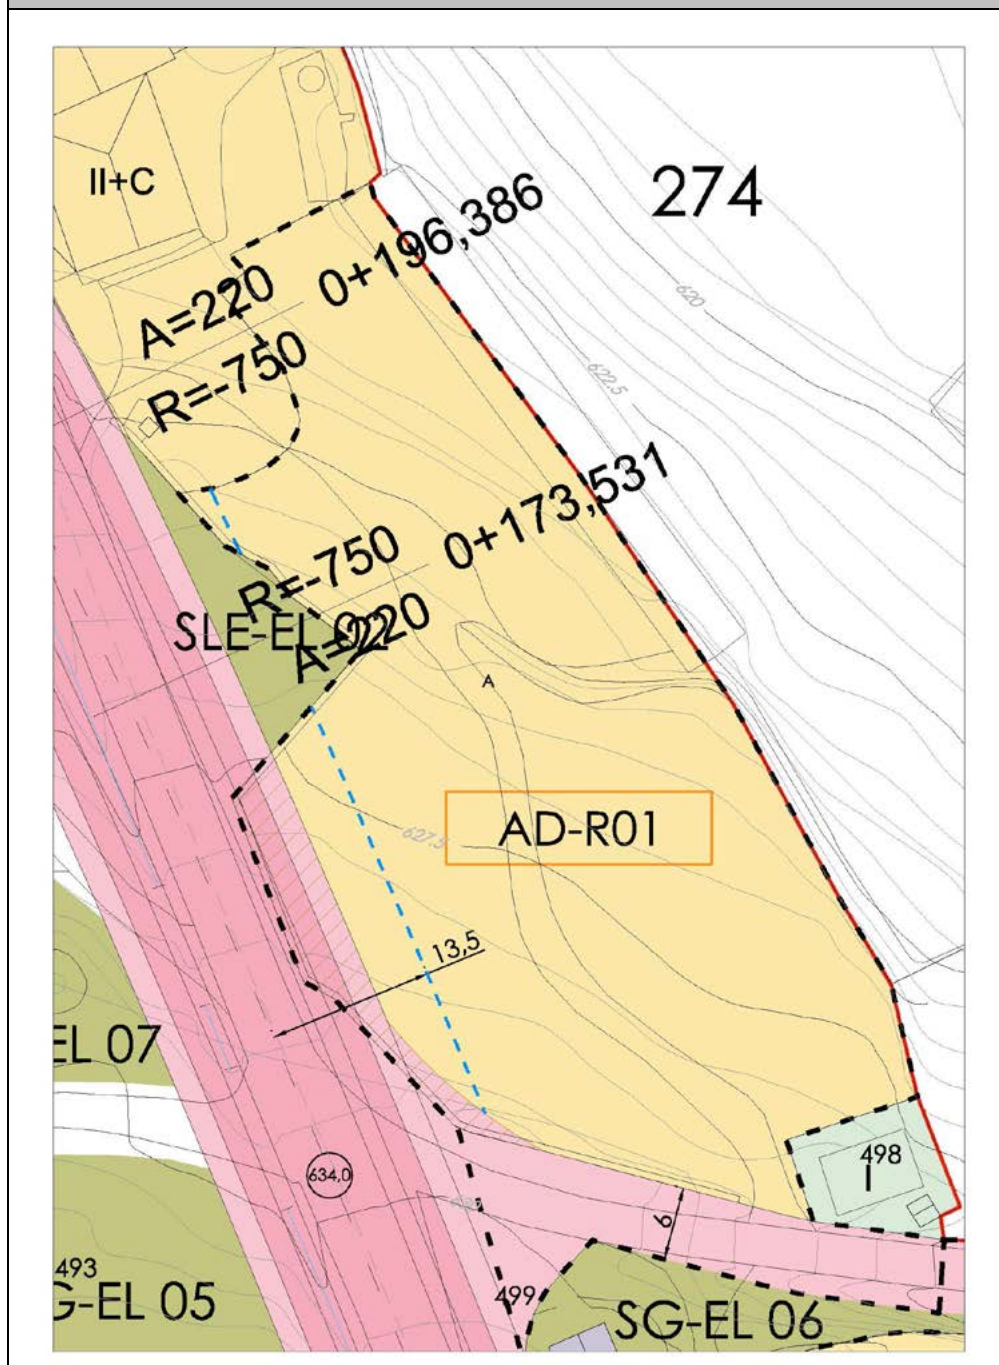 II+C
274
0+196,386
A=220
R=-750
620
622,5
0+173,531
R=-750
SLE-EL
A=220
A
AD-R01
627.5
13,5
EL 07
498
I
634,0
6
493
G-EL 05
499
SG-EL 06